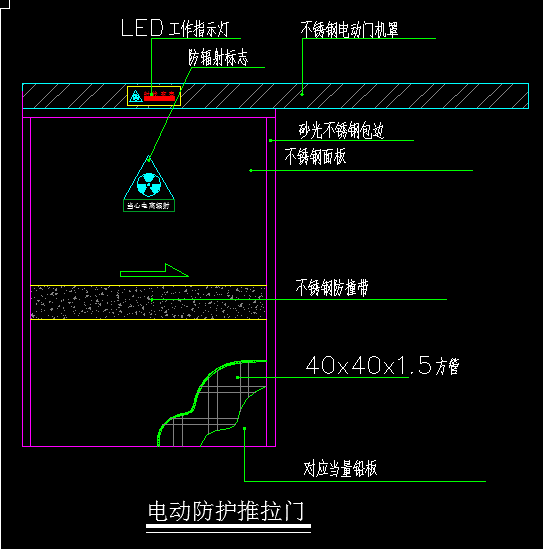 LED工作指示灯
不锈钢电动门机罩
防辐射标志
砂光不锈钢包边
不锈钢面板
当心电离辐射
不锈钢防撞带
40x40x1.5方管
对应当量铅板
电动防护推拉门